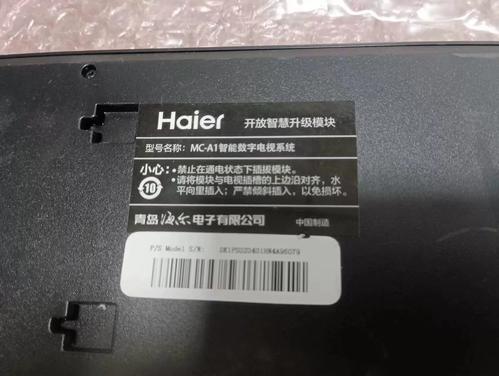 Haier 开放智慧升级模块
型号名称: MC-A1智能数字电视系统
小心: •禁止在通电状态下插拔模块。
•请将模块与电视插槽的上边沿对齐，水
平向里插入；严禁倾斜插入，以免损坏。
10
青岛海尔电子有限公司 中国制造
P/S Model S/N: